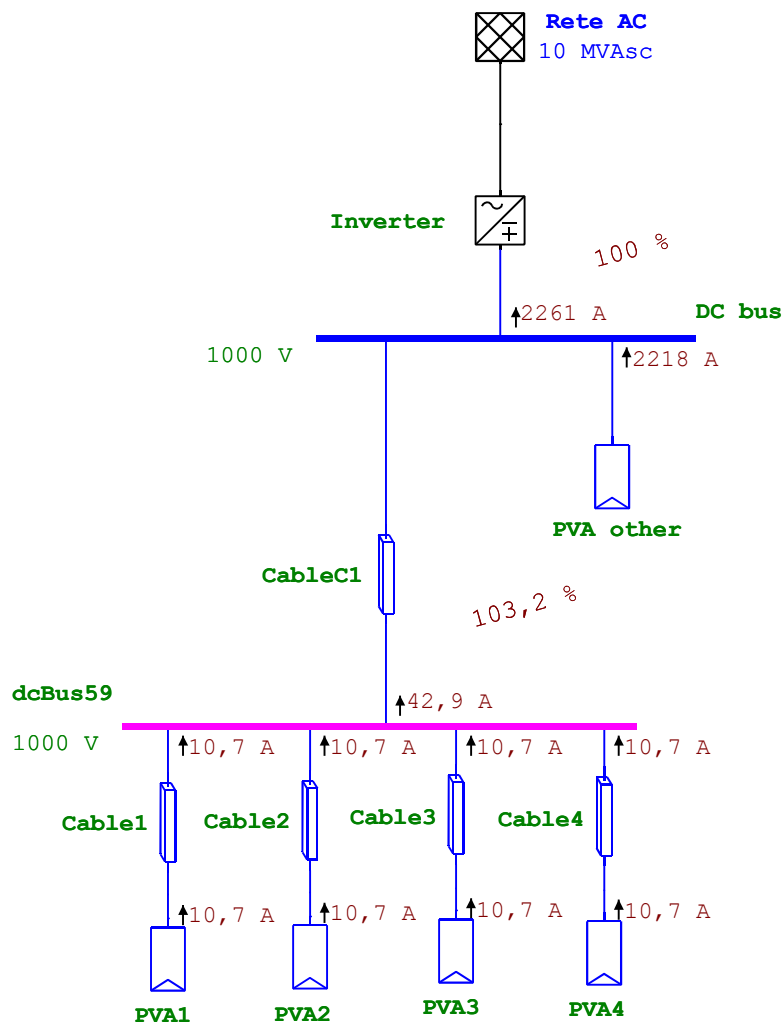 Rete AC
10 MVAsc
Inverter
100 %
2261 A
DC bus
1000 V
2218 A
PVA other
CableC1
103,2 %
dcBus59
42,9 A
1000 V
10,7 A
10,7 A
10,7 A
10,7 A
Cable1
Cable2
Cable3
Cable4
10,7 A
10,7 A
10,7 A
10,7 A
PVA1
PVA2
PVA3
PVA4